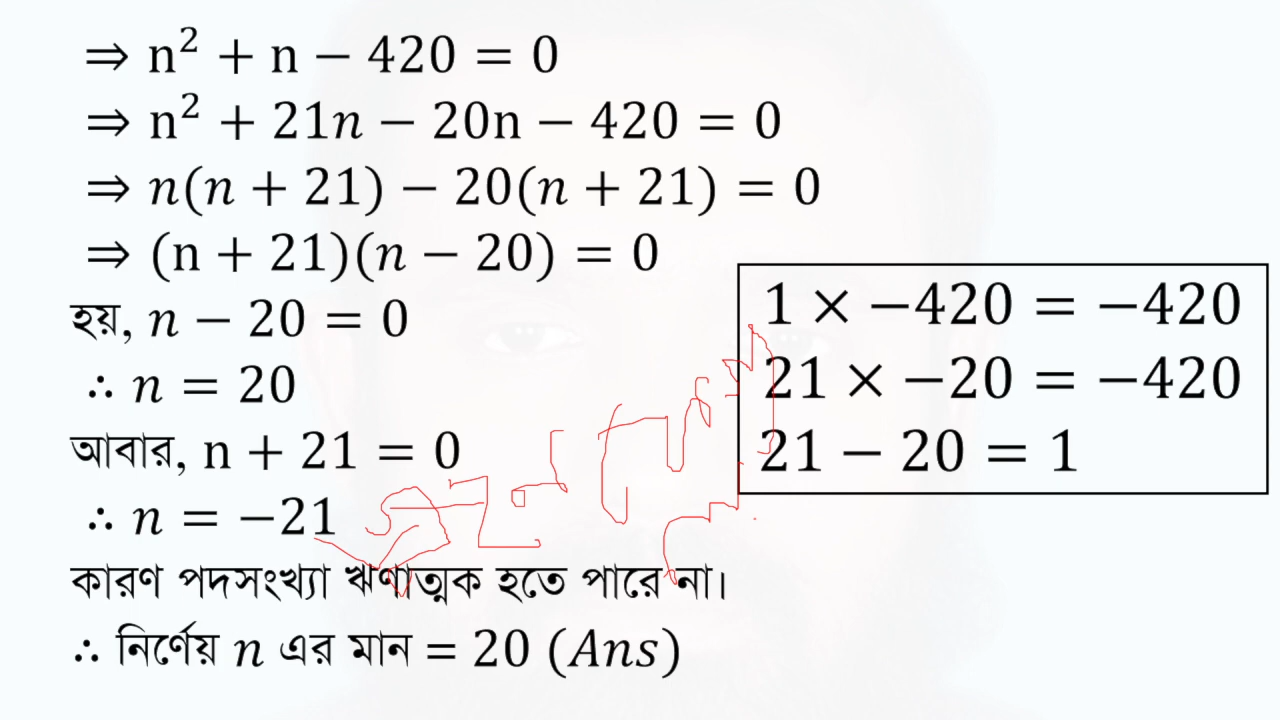 ⇒ n² + n − 420 = 0
⇒ n² + 21n − 20n − 420 = 0
⇒ n(n + 21) − 20(n + 21) = 0
⇒ (n + 21)(n − 20) = 0
হয়, n − 20 = 0
∴ n = 20
আবার, n + 21 = 0
∴ n = −21
কারণ পদসংখ্যা ঋণাত্মক হতে পারে না।
∴ নির্ণেয় n এর মান = 20 (Ans)
1 × −420 = −420
21 × −20 = −420
21 − 20 = 1